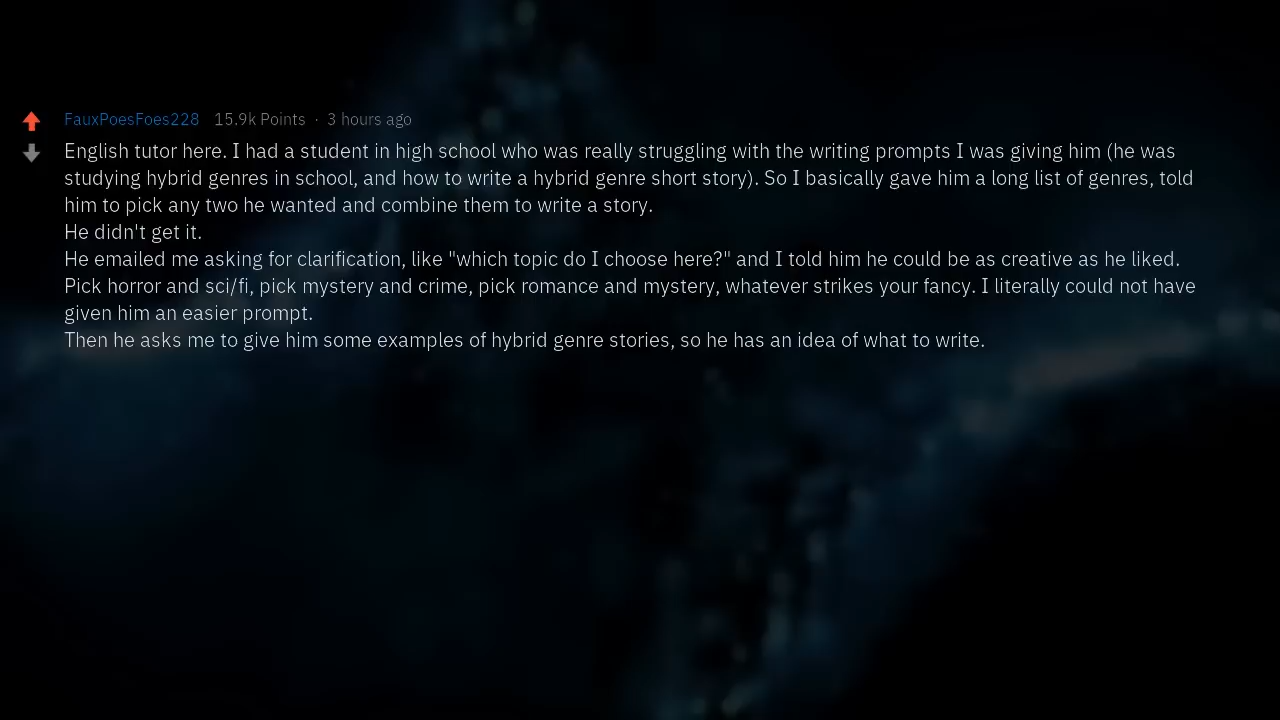 FauxPoesFoes228 15.9k Points · 3 hours ago
English tutor here. I had a student in high school who was really struggling with the writing prompts I was giving him (he was
studying hybrid genres in school, and how to write a hybrid genre short story). So I basically gave him a long list of genres, told
him to pick any two he wanted and combine them to write a story.
He didn't get it.
He emailed me asking for clarification, like "which topic do I choose here?" and I told him he could be as creative as he liked.
Pick horror and sci/fi, pick mystery and crime, pick romance and mystery, whatever strikes your fancy. I literally could not have
given him an easier prompt.
Then he asks me to give him some examples of hybrid genre stories, so he has an idea of what to write.